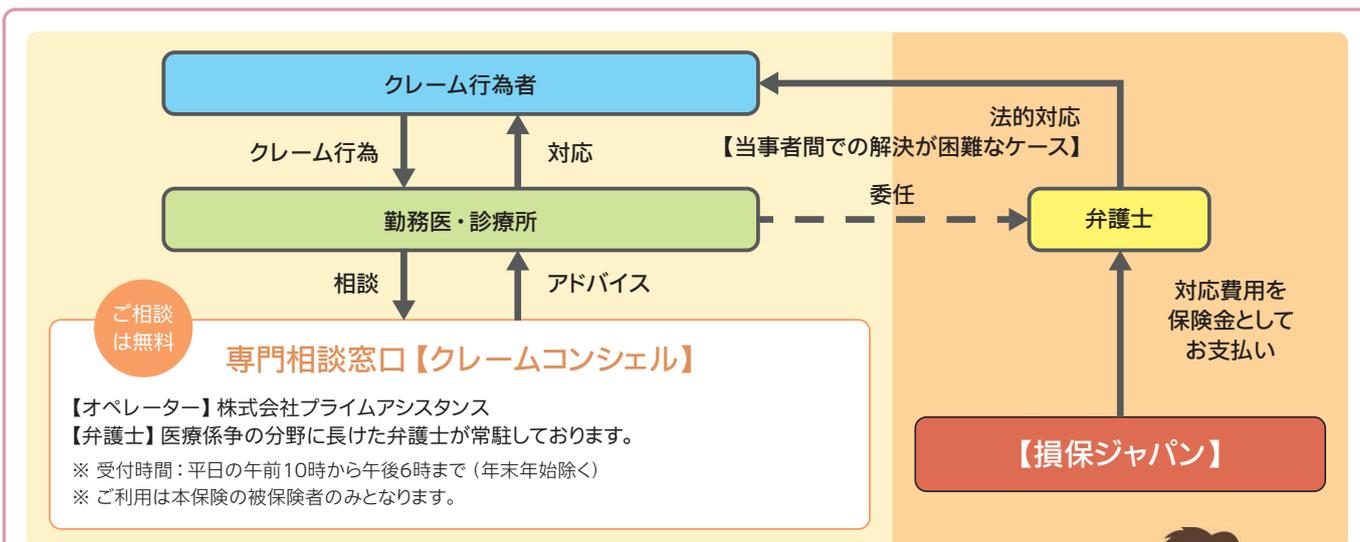 クレーム行為者
法的対応
【当事者間での解決が困難なケース】
クレーム行為
対応
委任
勤務医・診療所
弁護士
相談
アドバイス
対応費用を
保険金として
お支払い
ご相談
は無料
専門相談窓口【クレームコンシェル】
【オペレーター】株式会社プライムアシスタンス
【弁護士】医療係争の分野に長けた弁護士が常駐しております。
※ 受付時間：平日の午前10時から午後6時まで（年末年始除く）
※ ご利用は本保険の被保険者のみとなります。
【損保ジャパン】